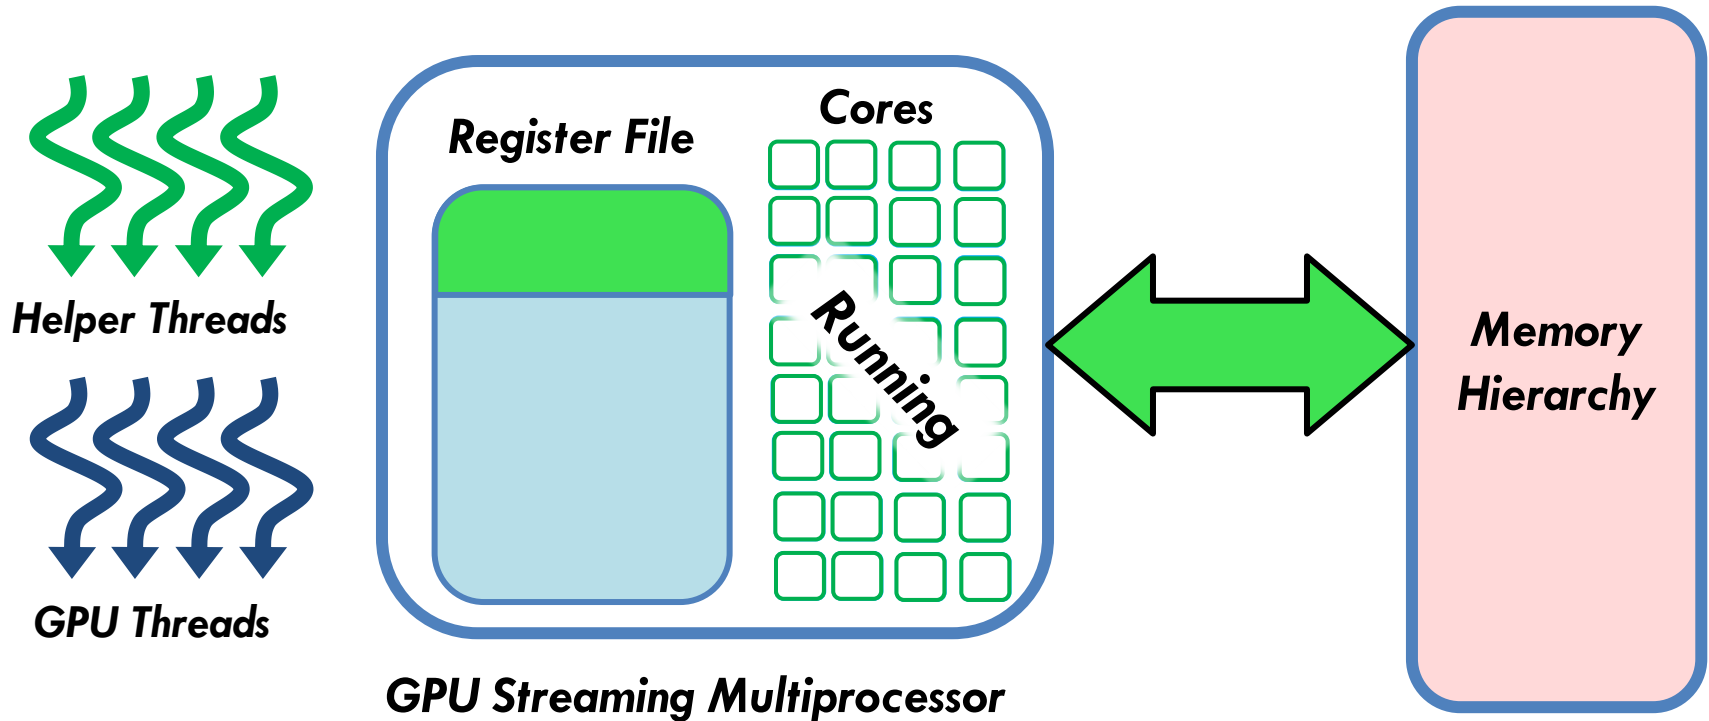 Helper Threads
GPU Threads
Register File
Cores
Running
GPU Streaming Multiprocessor
Memory
Hierarchy